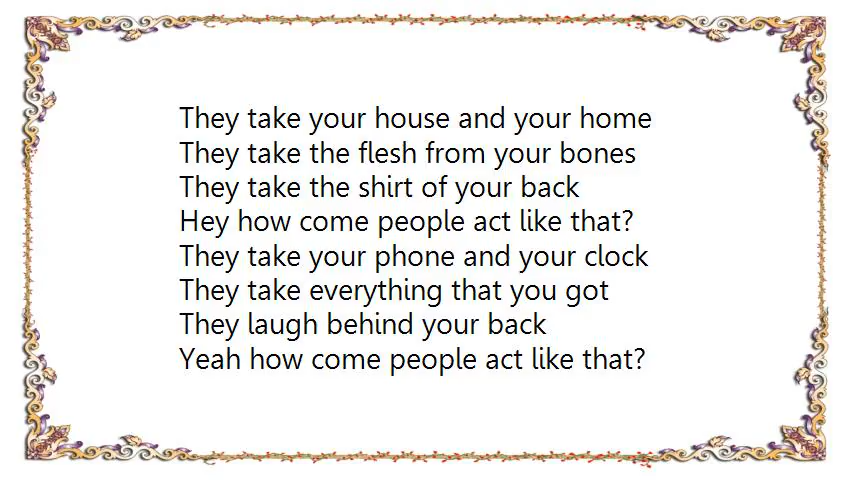 They take your house and your home
They take the flesh from your bones
They take the shirt of your back
Hey how come people act like that?
They take your phone and your clock
They take everything that you got
They laugh behind your back
Yeah how come people act like that?